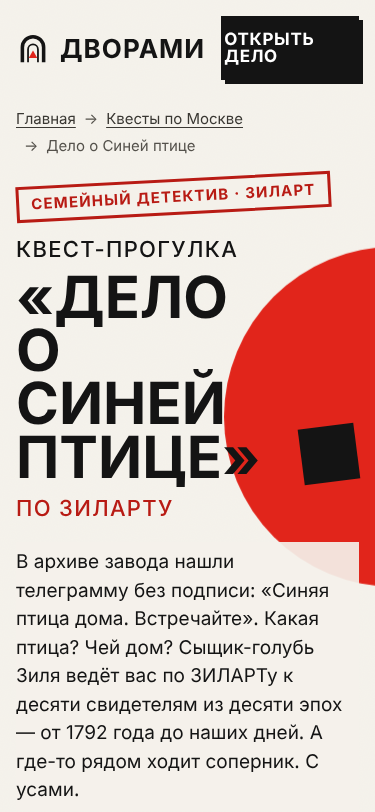 ДВОРАМИ
ОТКРЫТЬ
ДЕЛО
Главная → Квесты по Москве
→ Дело о Синей птице
СЕМЕЙНЫЙ ДЕТЕКТИВ · ЗИЛАРТ
КВЕСТ-ПРОГУЛКА
«ДЕЛО
О
СИНЕЙ
ПТИЦЕ»
ПО ЗИЛАРТУ
В архиве завода нашли
телеграмму без подписи: «Синяя
птица дома. Встречайте». Какая
птица? Чей дом? Сыщик-голубь
Зиля ведёт вас по ЗИЛАРТу к
десяти свидетелям из десяти эпох
— от 1792 года до наших дней. А
где-то рядом ходит соперник. С
усами.